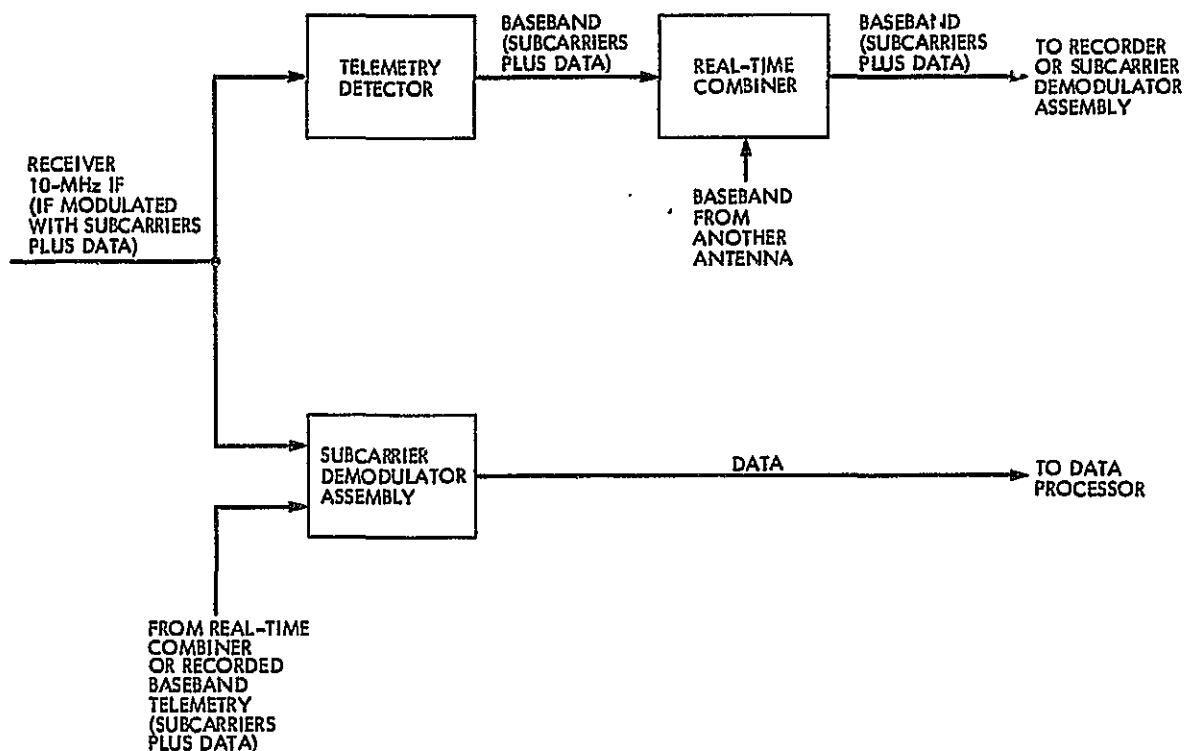 BASEBAND
(SUBCARRIERS
PLUS DATA)
BASEBAND
(SUBCARRIERS
PLUS DATA)
TELEMETRY
DETECTOR
REAL-TIME
COMBINER
TO RECORDER
OR SUBCARRIER
DEMODULATOR
ASSEMBLY
RECEIVER
10-MHz IF
(IF MODULATED
WITH SUBCARRIERS
PLUS DATA)
BASEBAND
FROM
ANOTHER
ANTENNA
SUBCARRIER
DEMODULATOR
ASSEMBLY
DATA
TO DATA
PROCESSOR
FROM REAL-TIME
COMBINER
OR RECORDED
BASEBAND
TELEMETRY
(SUBCARRIERS
PLUS DATA)